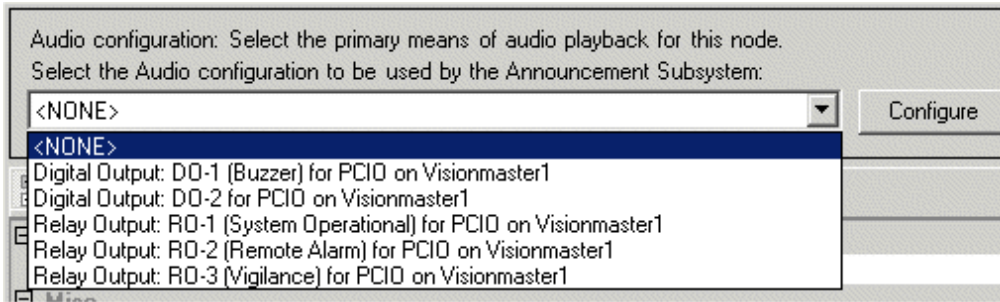 Audio configuration: Select the primary means of audio playback for this node.
Select the Audio configuration to be used by the Announcement Subsystem:
<NONE>
Configure
<NONE>
Digital Output: DO-1 (Buzzer) for PCIO on Visionmaster1
Digital Output: DO-2 for PCIO on Visionmaster1
Relay Output: RO-1 (System Operational) for PCIO on Visionmaster1
Relay Output: RO-2 (Remote Alarm) for PCIO on Visionmaster1
Relay Output: RO-3 (Vigilance) for PCIO on Visionmaster1